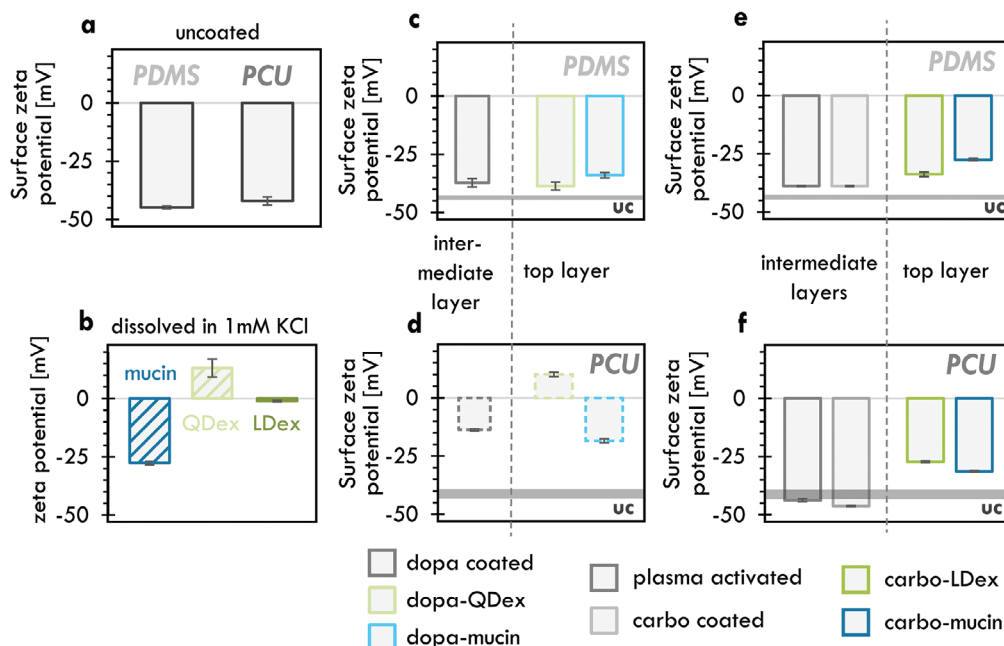 a
uncoated
PDMS
PCU
Surface zeta
potential [mV]
0
-25
-50
c
PDMS
Surface zeta
potential [mV]
0
-25
-50
uc
inter-
mediate
layer
top layer
e
PDMS
Surface zeta
potential [mV]
0
-25
-50
uc
intermediate
layers
top layer
b
dissolved in 1mM KCl
mucin
QDex
LDex
zeta potential [mV]
0
-25
-50
d
PCU
Surface zeta
potential [mV]
0
-25
-50
uc
f
PCU
Surface zeta
potential [mV]
0
-25
-50
uc
dopa coated
dopa-QDex
dopa-mucin
plasma activated
carbo coated
carbo-LDex
carbo-mucin